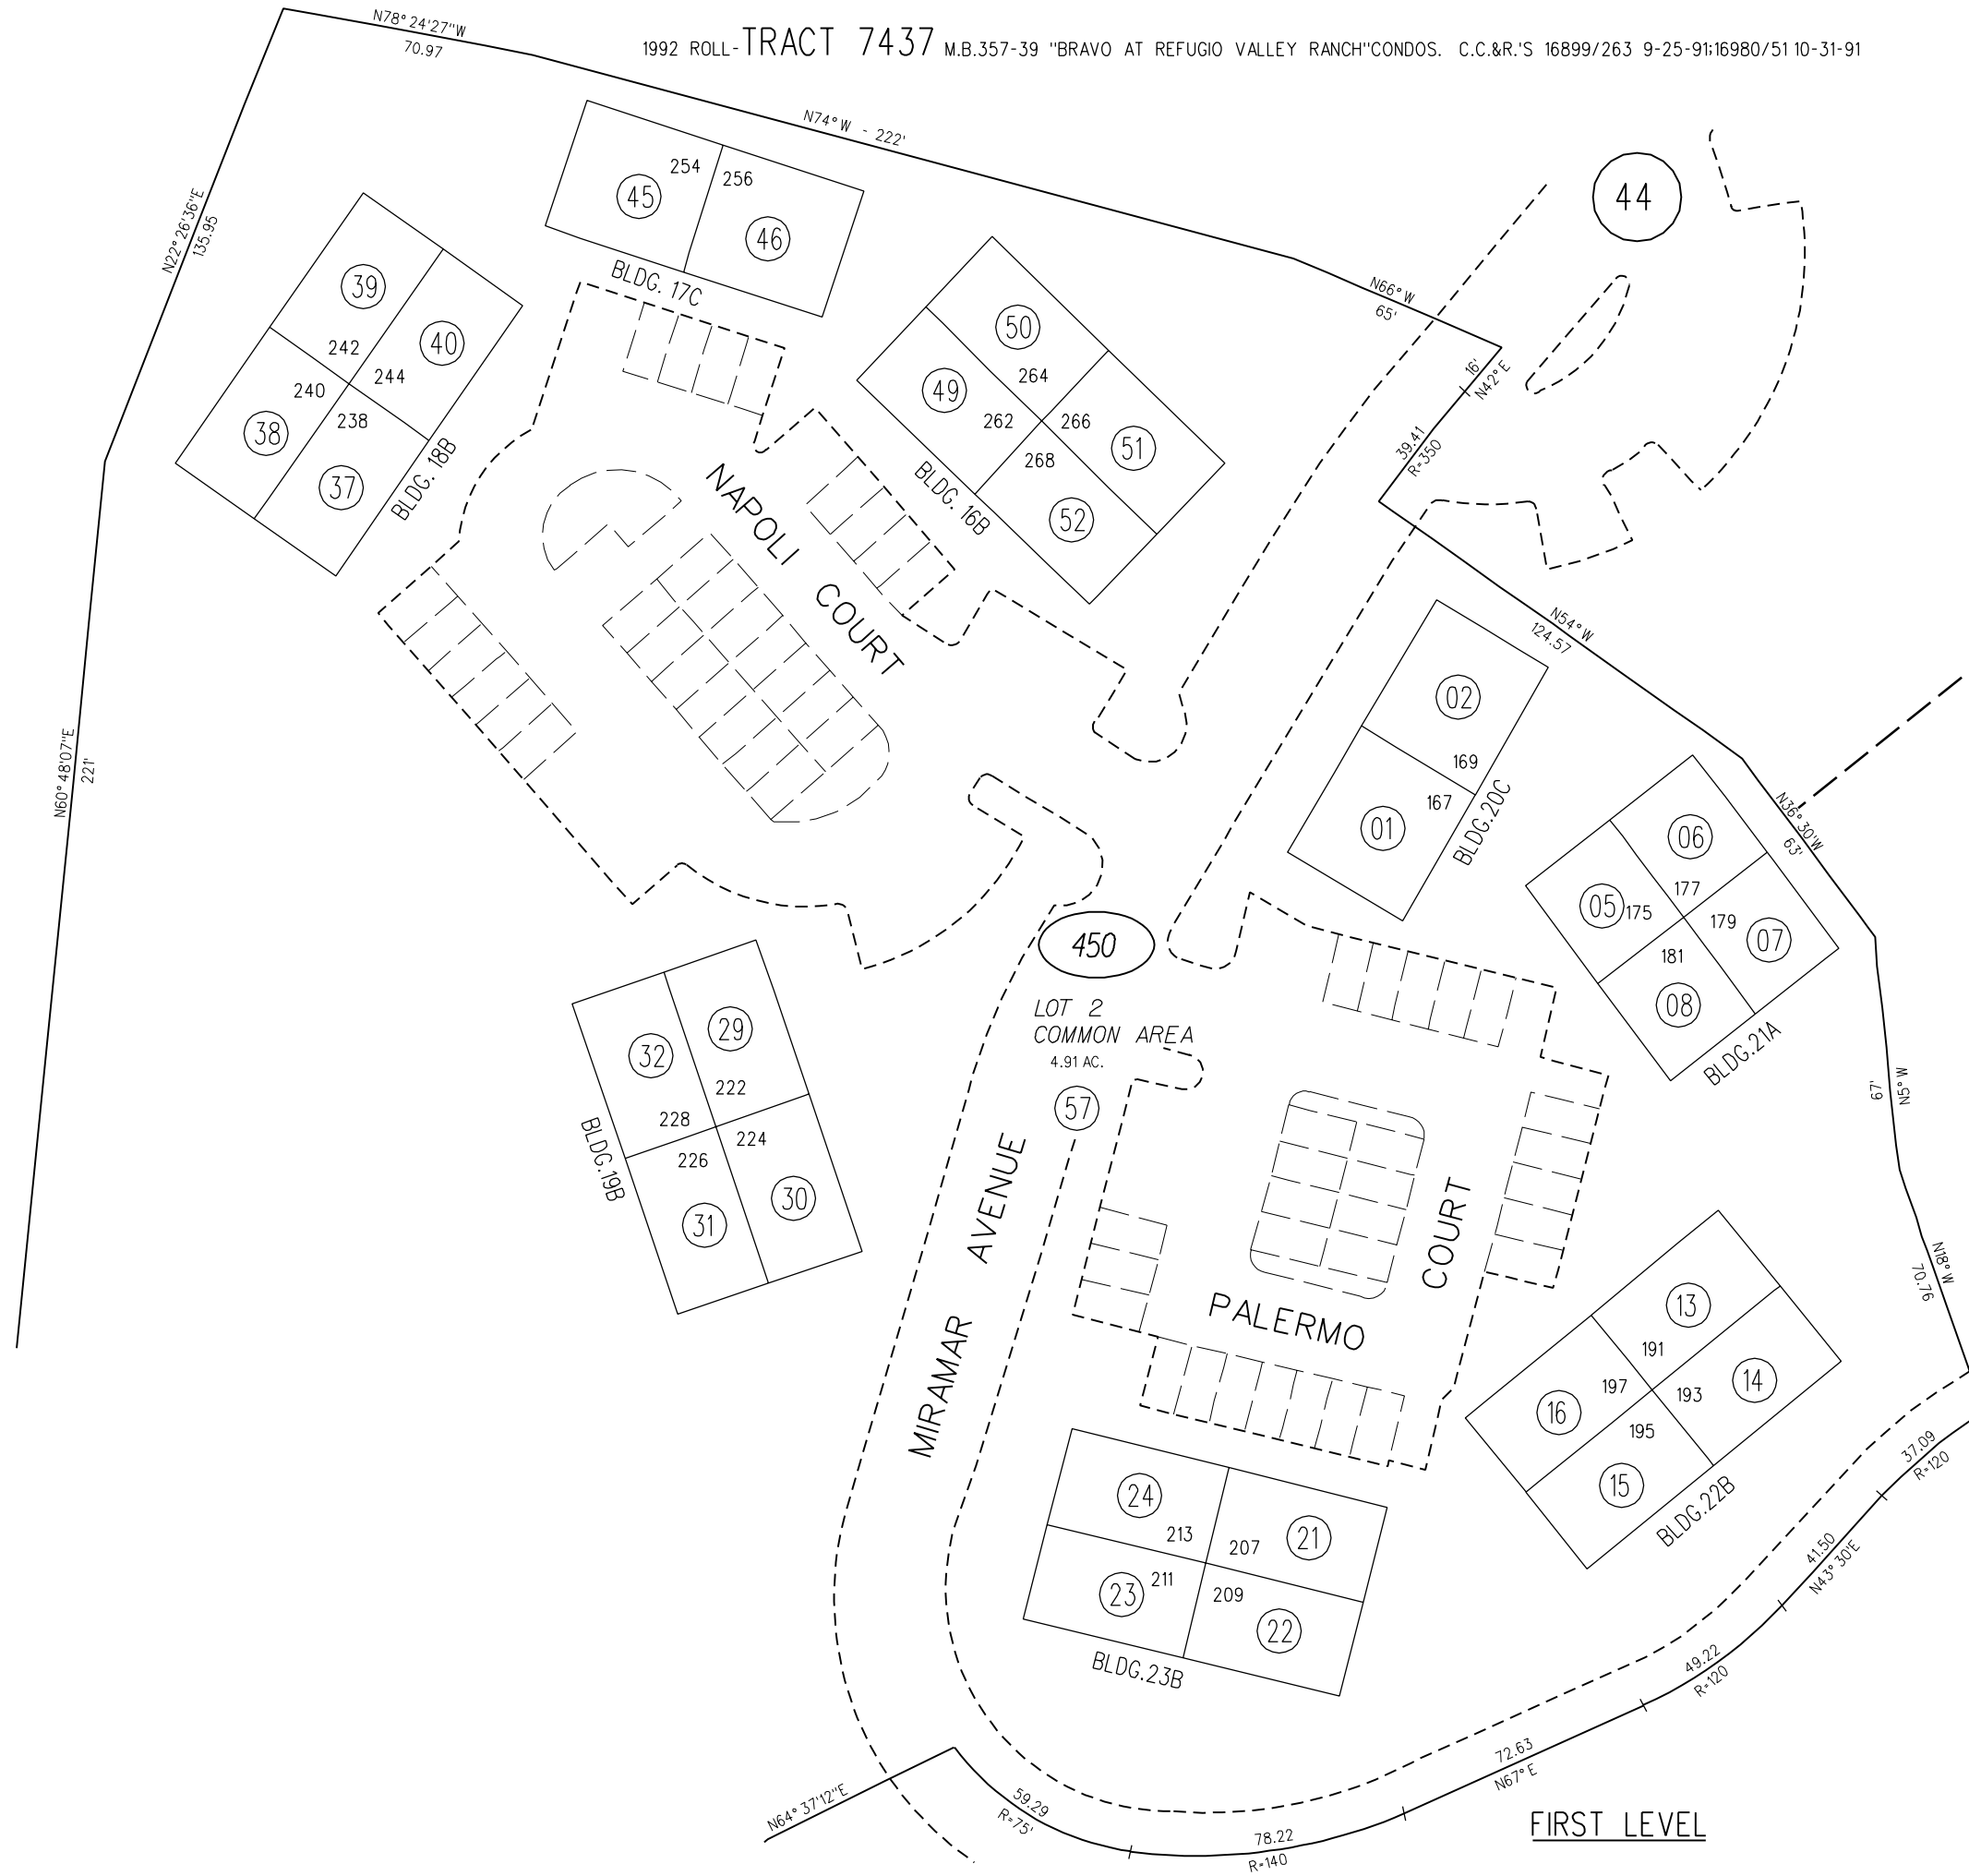 1992 ROLL-TRACT 7437 M.B.357-39 "BRAVO AT REFUGIO VALLEY RANCH"CONDOS. C.C.&R.'S 16899/263 9-25-91;16980/51 10-31-91
N78°24'27"W
70.97
N74°W - 222'
N22°26'36"E
135.95
N66°W
65'
16'
N42°E
39.41
R=350
44
45
254
256
46
BLDG. 17C
39
242
40
244
240
38
238
37
BLDG. 18B
50
264
49
262
266
51
268
52
BLDG. 16B
NAPOLI COURT
N54°W
124.57
02
169
167
01
BLDG.20C
N36°30'W
63'
06
177
05
175
179
07
181
08
BLDG.21A
N60°48'07"E
221'
450
LOT 2
COMMON AREA
4.91 AC.
57
32
29
222
228
224
226
30
31
BLDG.19B
N5°W
67'
N18°W
70.76
MIRAMAR AVENUE
PALERMO COURT
13
191
14
193
197
16
195
15
BLDG.22B
24
213
21
207
23
211
209
22
BLDG.23B
37.09
R=120
41.50
N43°30'E
49.22
R=120
72.63
N67°E
78.22
R=140
59.29
R=75'
N64°37'12"E
FIRST LEVEL